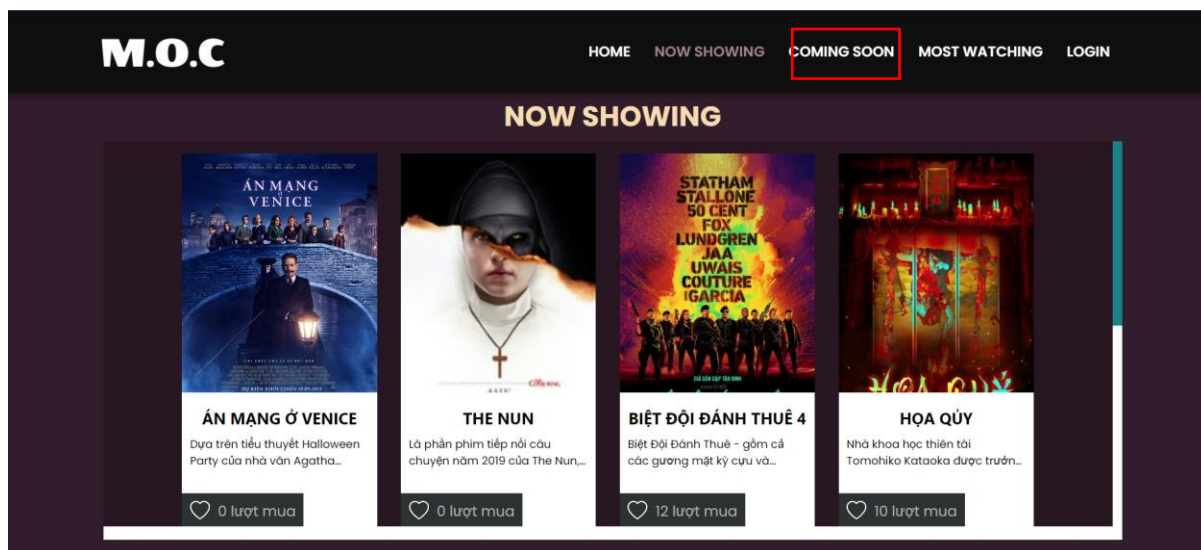 M.O.C
HOME NOW SHOWING COMING SOON MOST WATCHING LOGIN
NOW SHOWING
ÁN MẠNG
Ở
VENICE
STATHAM
STALLONE
50 CENT
FOX
LUNDGREN
JAA
UWAIS
COUTURE
GARCIA
HỌA QUỶ
ÁN MẠNG Ở VENICE
Dựa trên tiểu thuyết Halloween
Party của nhà văn Agatha...
0 lượt mua
THE NUN
Là phần phim tiếp nối câu
chuyện năm 2019 của The Nun,...
0 lượt mua
BIỆT ĐỘI ĐÁNH THUÊ 4
Biệt Đội Đánh Thuê - gồm cả
các gương mặt kỳ cựu và...
12 lượt mua
HỌA QỦY
Nhà khoa học thiên tài
Tomohiko Kataoka được trưởn...
10 lượt mua